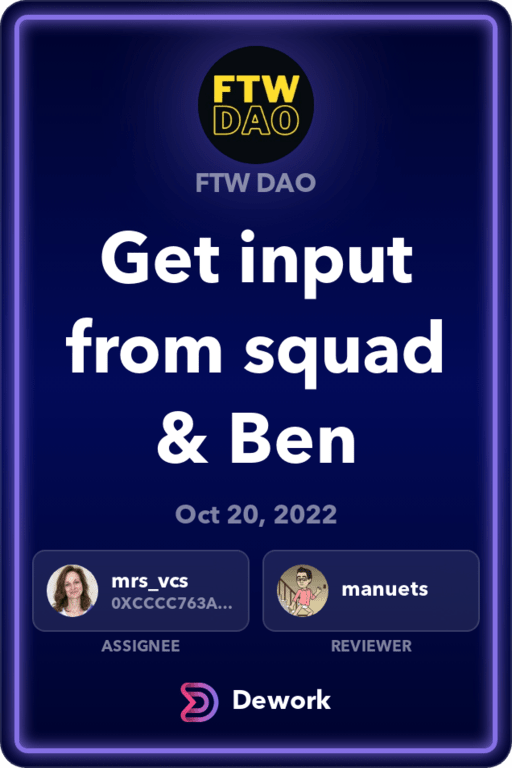 FTW
DAO
FTW DAO
Get input
from squad
& Ben
Oct 20, 2022
mrs_vcs
0XCCCC763A...
manuets
ASSIGNEE
REVIEWER
Dework